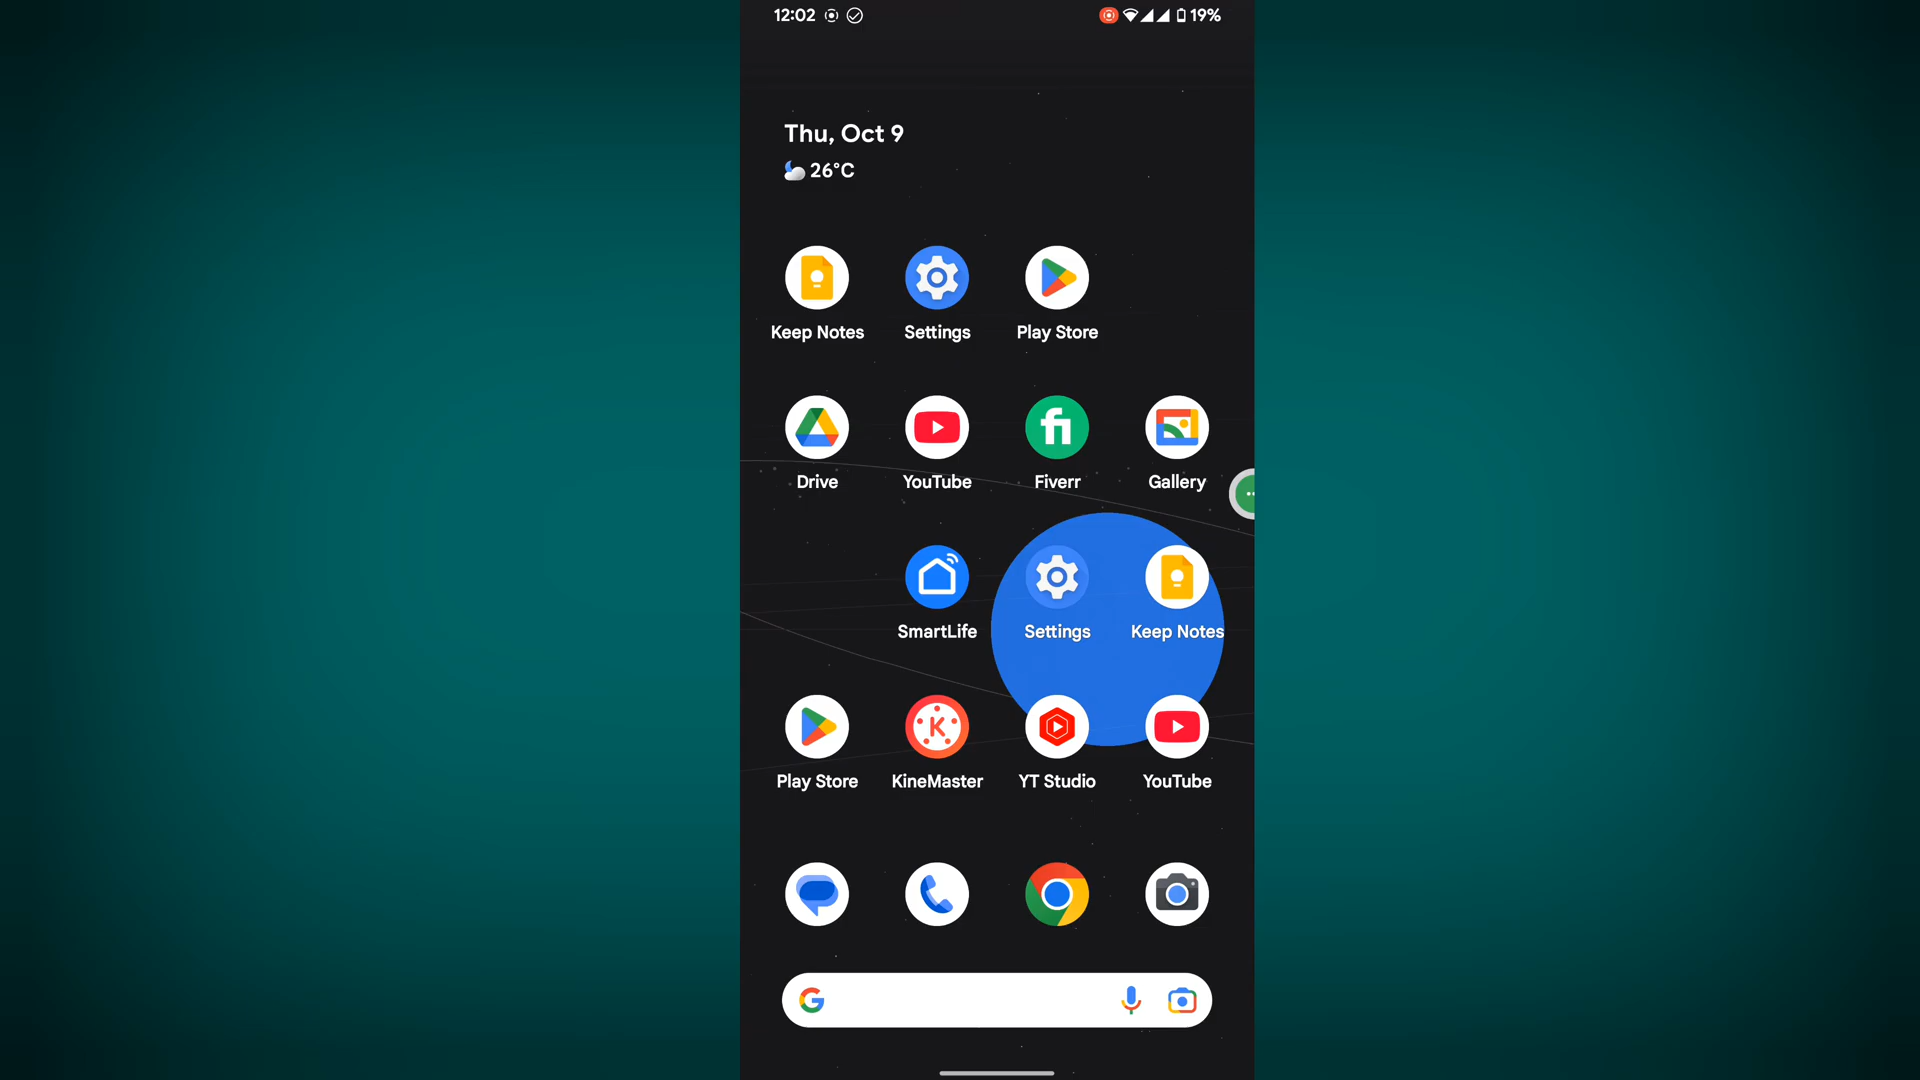 12:02 19%
Thu, Oct 9
26°C
Keep Notes Settings Play Store
Drive YouTube Fiverr Gallery
SmartLife Settings Keep Notes
Play Store KineMaster YT Studio YouTube